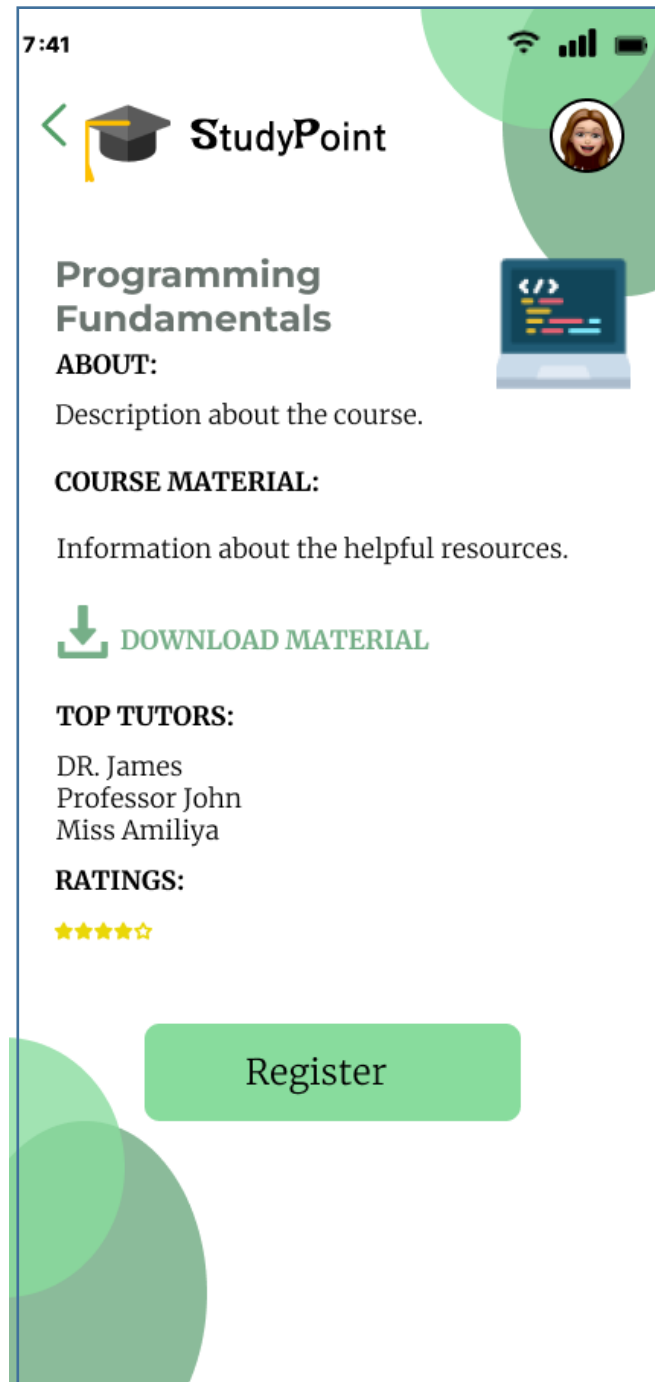 7:41
StudyPoint
Programming
Fundamentals
</>
ABOUT:
Description about the course.
COURSE MATERIAL:
Information about the helpful resources.
DOWNLOAD MATERIAL
TOP TUTORS:
DR. James
Professor John
Miss Amiliya
RATINGS:
Register